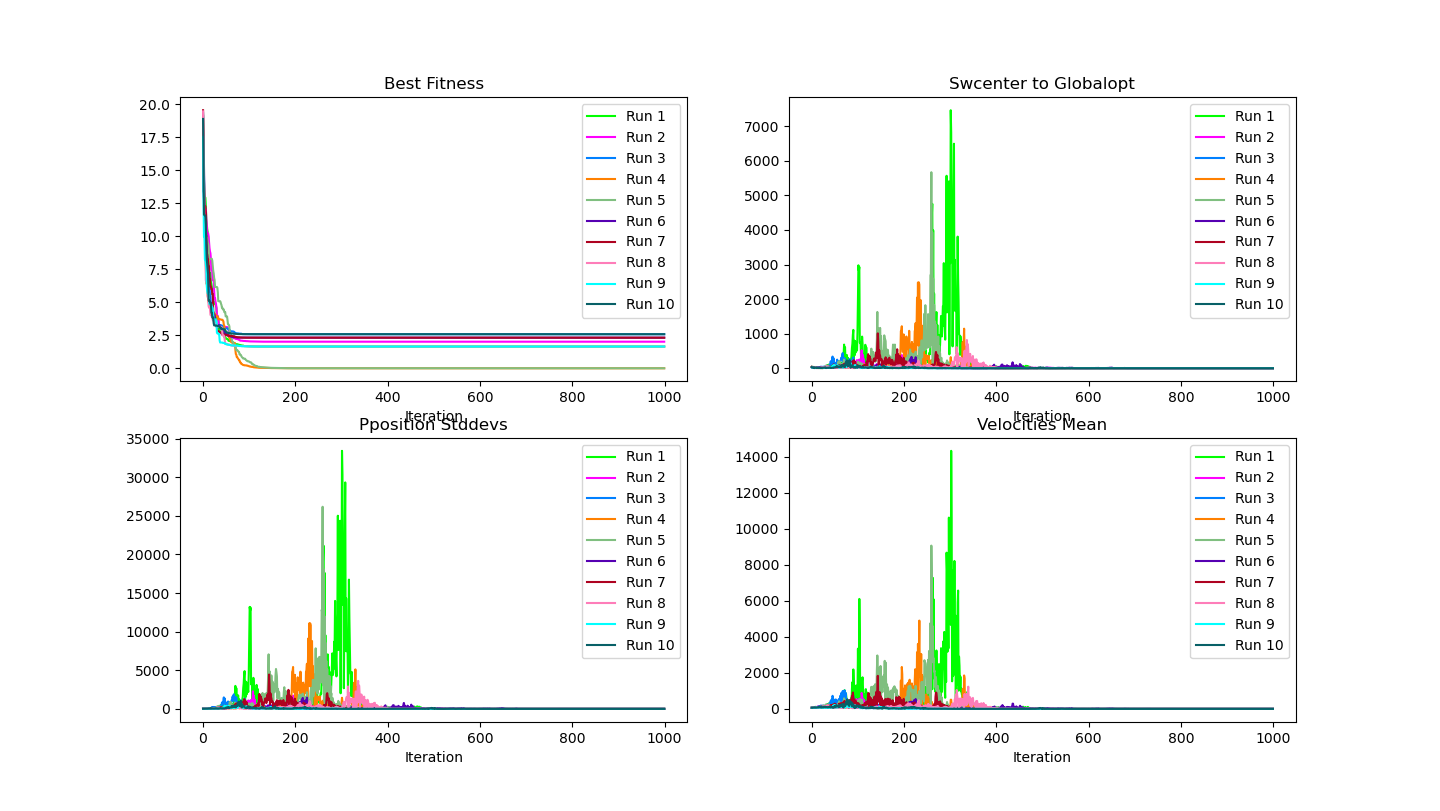 Best Fitness
20.0
17.5
15.0
12.5
10.0
7.5
5.0
2.5
0.0
0 200 400 600 800 1000
Iteration
Run 1
Run 2
Run 3
Run 4
Run 5
Run 6
Run 7
Run 8
Run 9
Run 10
Swcenter to Globalopt
7000
6000
5000
4000
3000
2000
1000
0
0 200 400 600 800 1000
Iteration
Run 1
Run 2
Run 3
Run 4
Run 5
Run 6
Run 7
Run 8
Run 9
Run 10
Pposition Stddevs
35000
30000
25000
20000
15000
10000
5000
0
0 200 400 600 800 1000
Iteration
Run 1
Run 2
Run 3
Run 4
Run 5
Run 6
Run 7
Run 8
Run 9
Run 10
Velocities Mean
14000
12000
10000
8000
6000
4000
2000
0
0 200 400 600 800 1000
Iteration
Run 1
Run 2
Run 3
Run 4
Run 5
Run 6
Run 7
Run 8
Run 9
Run 10